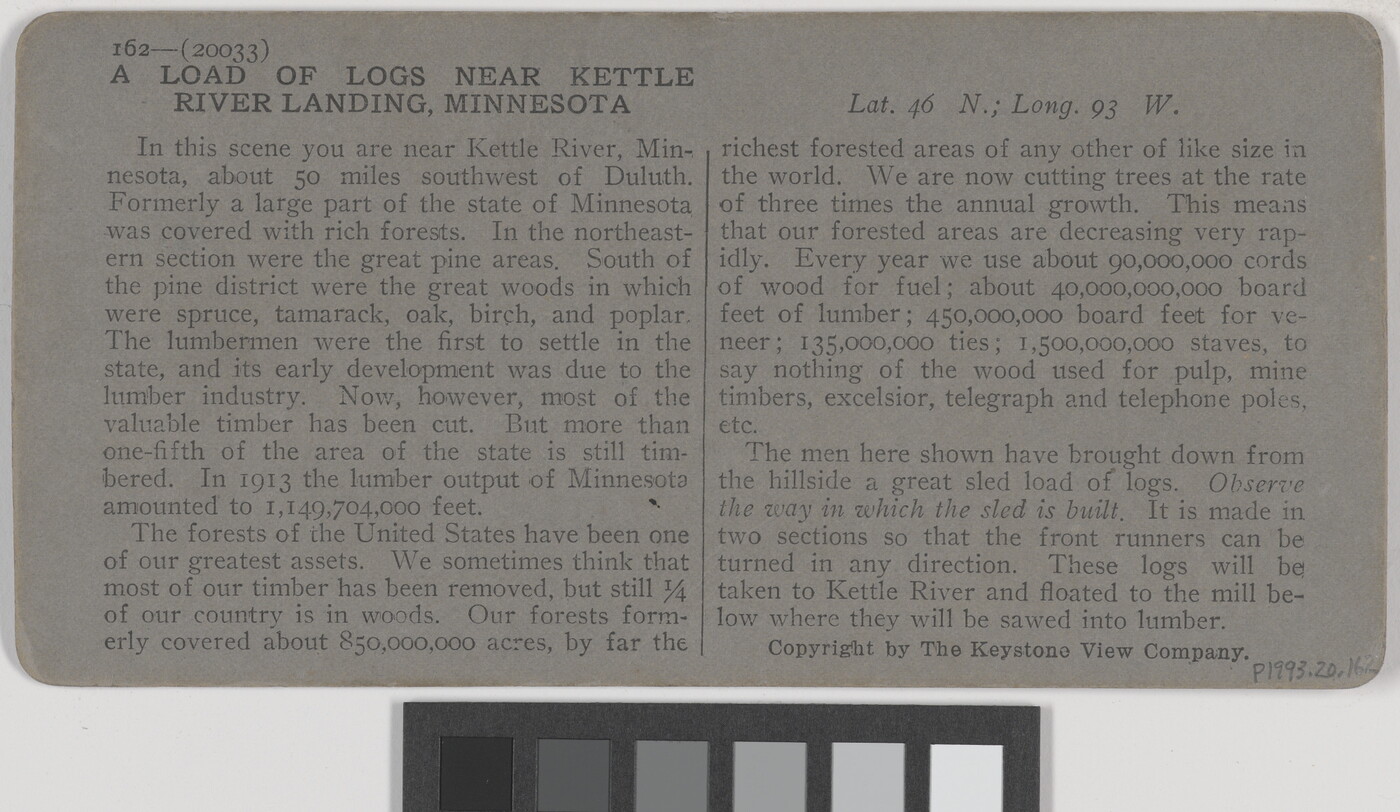 162—(20033)
A LOAD OF LOGS NEAR KETTLE
RIVER LANDING, MINNESOTA
Lat. 46 N.; Long. 93 W.
In this scene you are near Kettle River, Min-
nesota, about 50 miles southwest of Duluth.
Formerly a large part of the state of Minnesota
was covered with rich forests. In the northeast-
ern section were the great pine areas. South of
the pine district were the great woods in which
were spruce, tamarack, oak, birch, and poplar.
The lumbermen were the first to settle in the
state, and its early development was due to the
lumber industry. Now, however, most of the
valuable timber has been cut. But more than
one-fifth of the area of the state is still tim-
bered. In 1913 the lumber output of Minnesota
amounted to 1,149,704,000 feet.
The forests of the United States have been one
of our greatest assets. We sometimes think that
most of our timber has been removed, but still ¼
of our country is in woods. Our forests form-
erly covered about 850,000,000 acres, by far the
richest forested areas of any other of like size in
the world. We are now cutting trees at the rate
of three times the annual growth. This means
that our forested areas are decreasing very rap-
idly. Every year we use about 90,000,000 cords
of wood for fuel; about 40,000,000,000 board
feet of lumber; 450,000,000 board feet for ve-
neer; 135,000,000 ties; 1,500,000,000 staves, to
say nothing of the wood used for pulp, mine
timbers, excelsior, telegraph and telephone poles,
etc.
The men here shown have brought down from
the hillside a great sled load of logs. Observe
the way in which the sled is built. It is made in
two sections so that the front runners can be
turned in any direction. These logs will be
taken to Kettle River and floated to the mill be-
low where they will be sawed into lumber.
Copyright by The Keystone View Company.
P1993.20.162